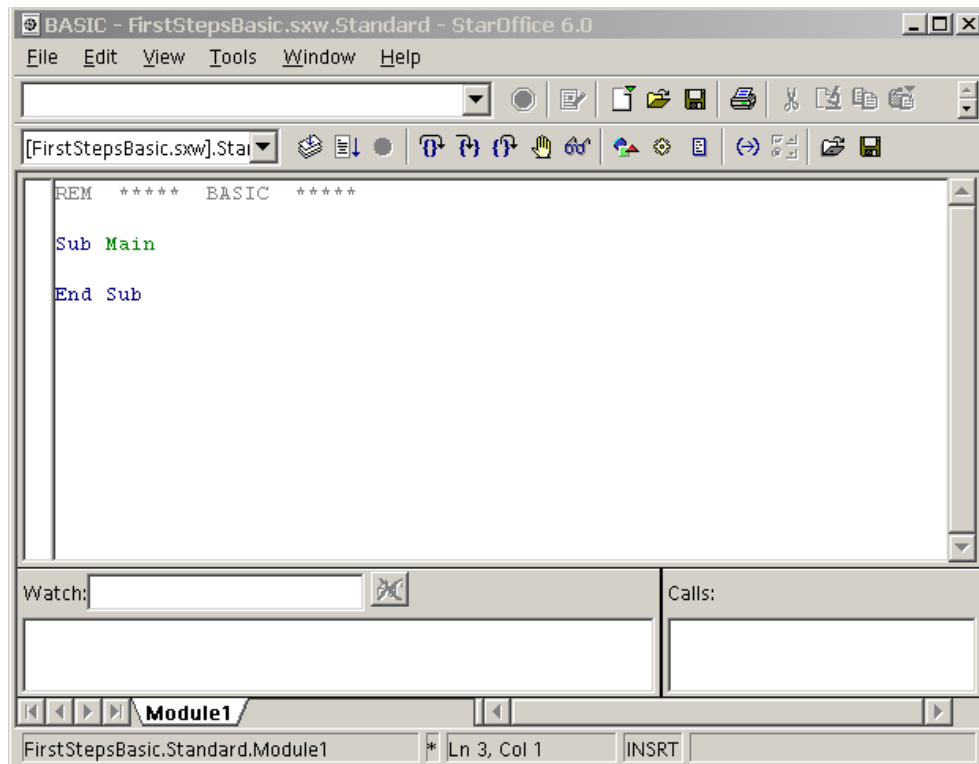 BASIC - FirstStepsBasic.sxw.Standard - StarOffice 6.0
File Edit View Tools Window Help
[FirstStepsBasic.sxw].Star
REM ***** BASIC *****
Sub Main
End Sub
Watch:
Calls:
Module1
FirstStepsBasic.Standard.Module1 * Ln 3, Col 1 INSRT